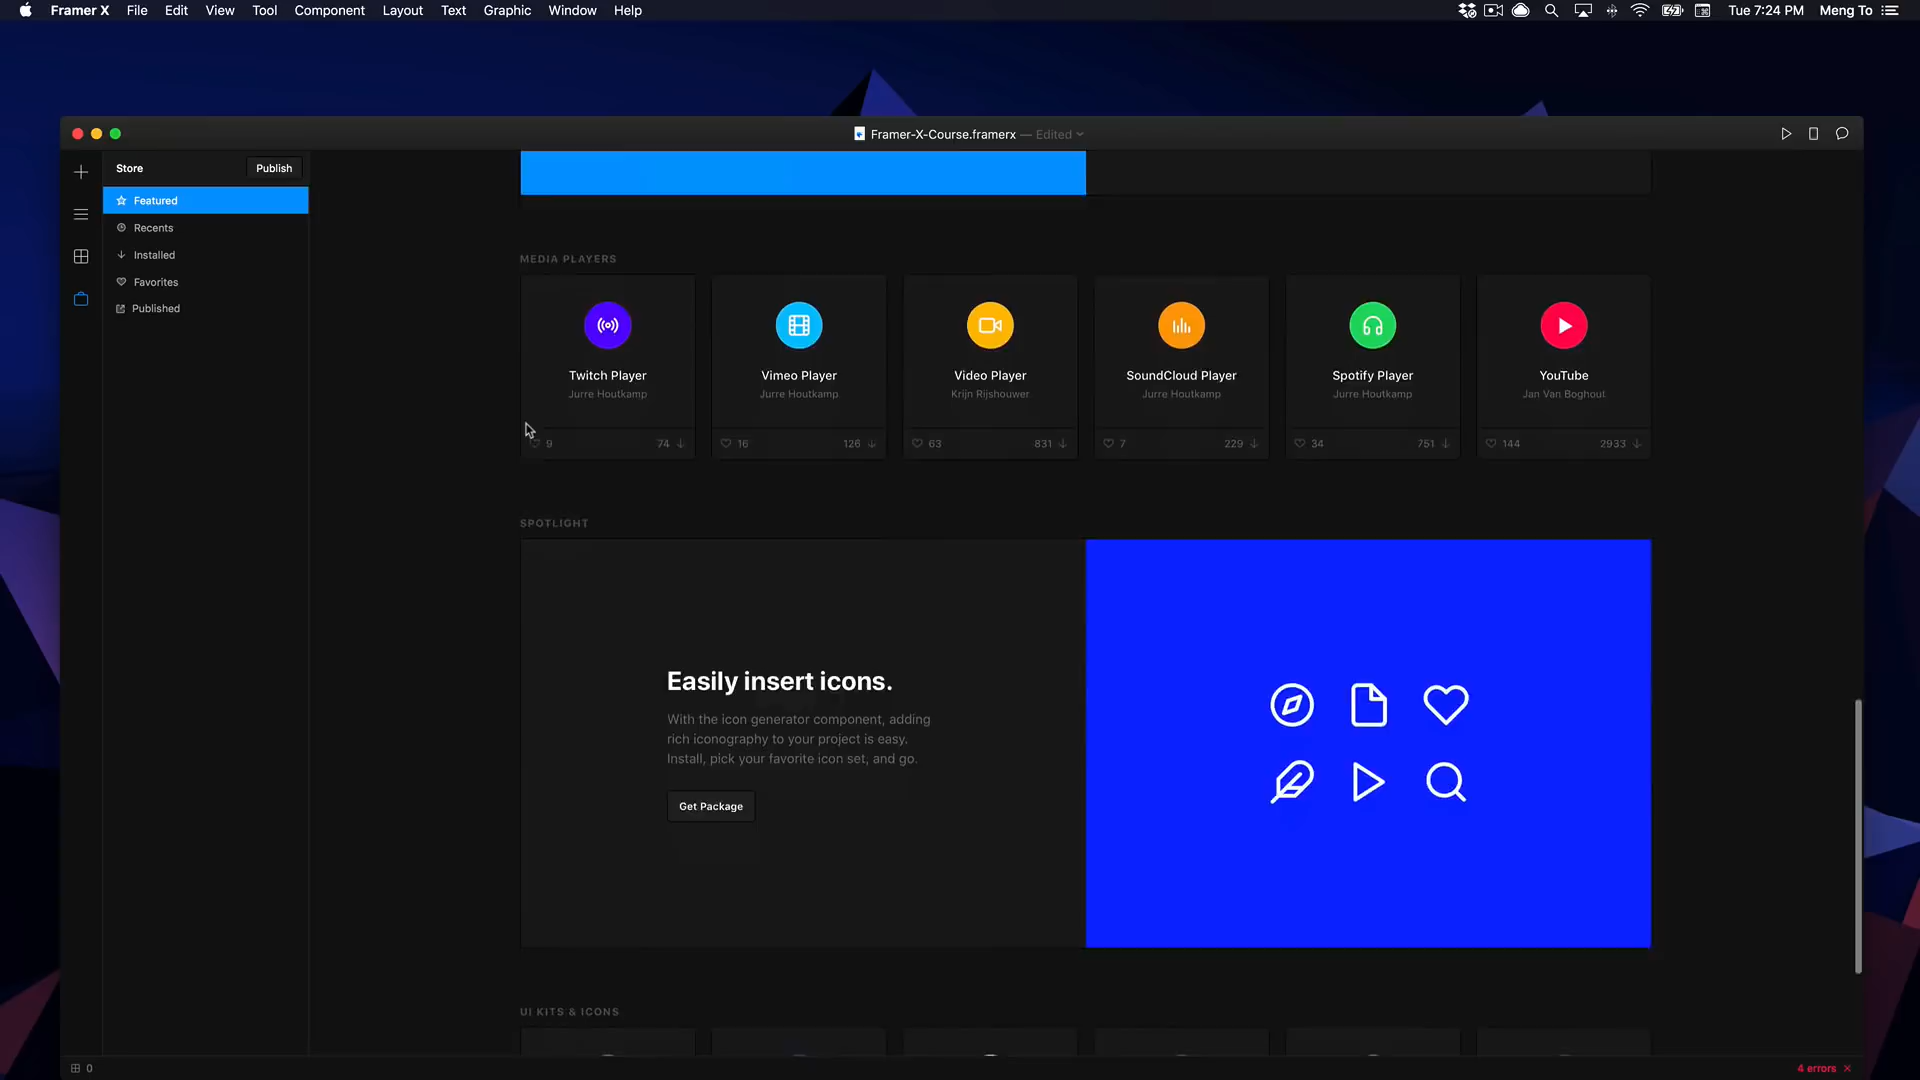 Framer X File Edit View Tool Component Layout Text Graphic Window Help
Tue 7:24 PM Meng To
Framer-X-Course.framerx — Edited
Store
Publish
Featured
Recents
Installed
Favorites
Published
MEDIA PLAYERS
Twitch Player
Jurre Houtkamp
9 74
Vimeo Player
Jurre Houtkamp
16 126
Video Player
Krijn Rijshouwer
63 831
SoundCloud Player
Jurre Houtkamp
7 229
Spotify Player
Jurre Houtkamp
34 751
YouTube
Jan Van Boghout
144 2933
SPOTLIGHT
Easily insert icons.
With the icon generator component, adding
rich iconography to your project is easy.
Install, pick your favorite icon set, and go.
Get Package
UI KITS & ICONS
0
4 errors